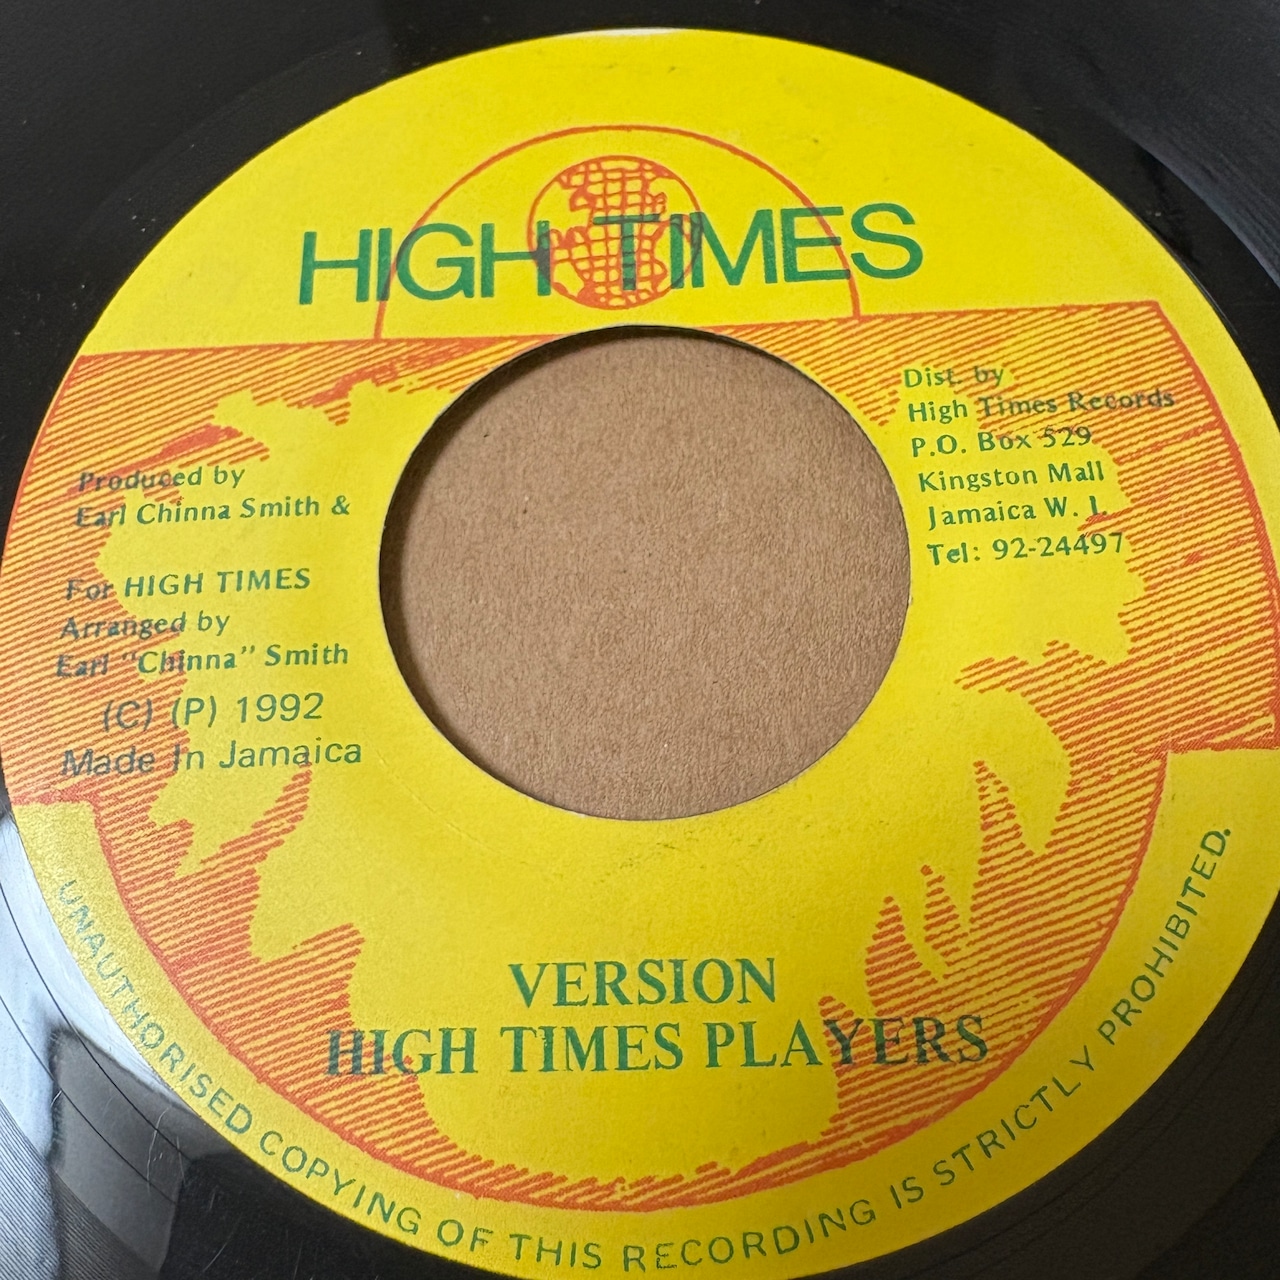 HIGH TIMES
Produced by
Earl Chinna Smith &
For HIGH TIMES
Arranged by
Earl "Chinna" Smith
(C) (P) 1992
Made In Jamaica
Dist. by
High Times Records
P.O. Box 529
Kingston Mall
Jamaica W. I.
Tel: 92-24497
VERSION
HIGH TIMES PLAYERS
UNAUTHORISED COPYING OF THIS RECORDING IS STRICTLY PROHIBITED.